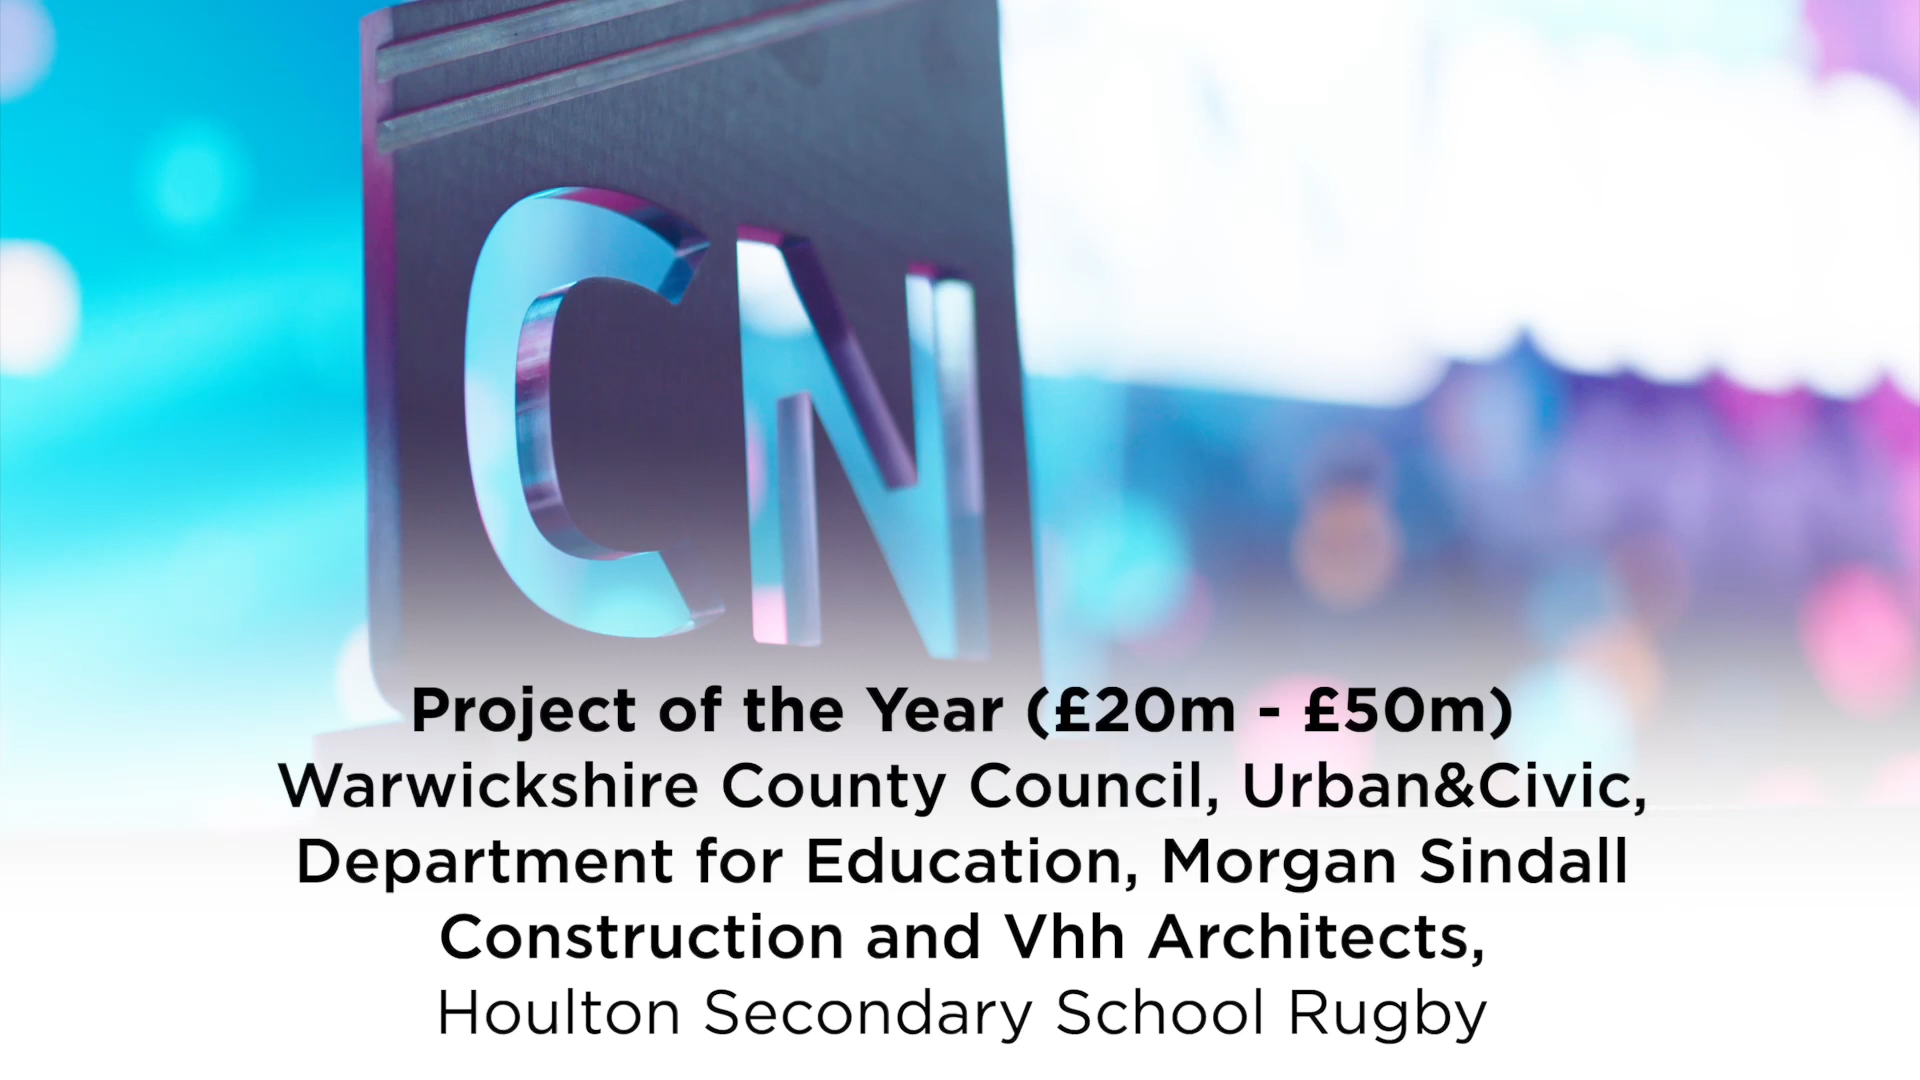 CN
Project of the Year (£20m - £50m)
Warwickshire County Council, Urban&Civic,
Department for Education, Morgan Sindall
Construction and Vhh Architects,
Houlton Secondary School Rugby